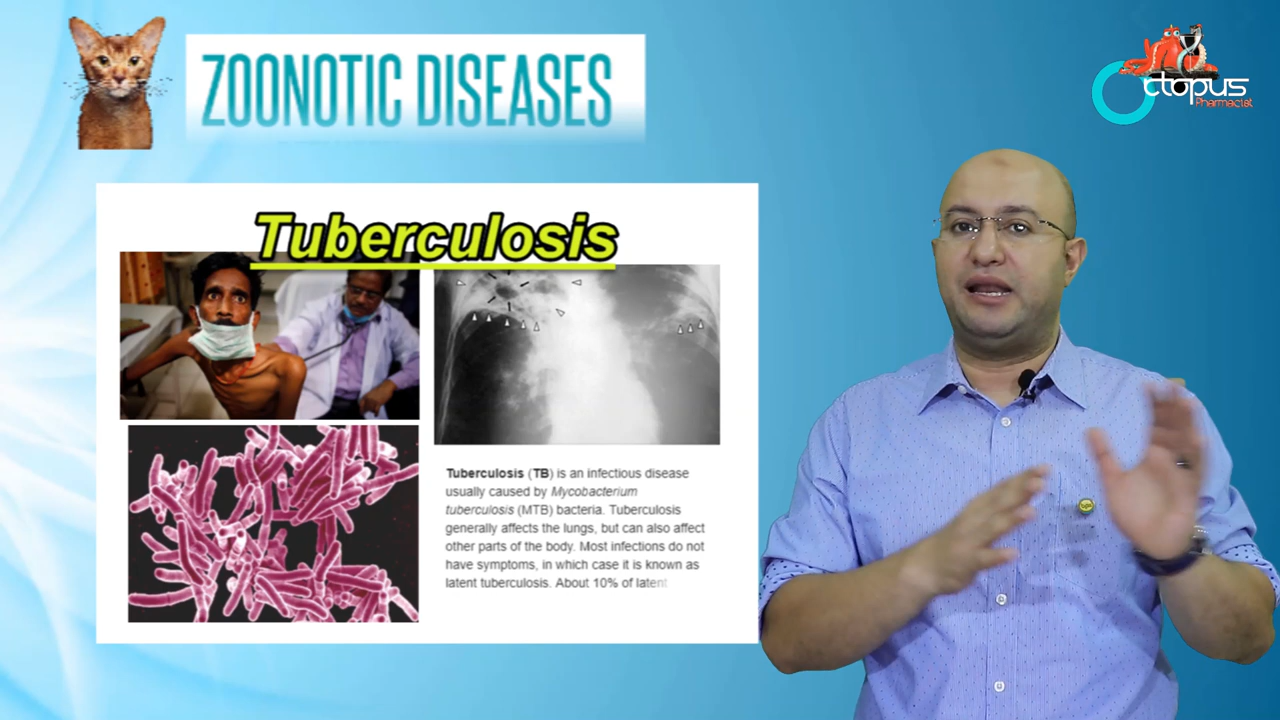 ZOONOTIC DISEASES
ctopus
Pharmacist
Tuberculosis
Tuberculosis (TB) is an infectious disease
usually caused by Mycobacterium
tuberculosis (MTB) bacteria. Tuberculosis
generally affects the lungs, but can also affect
other parts of the body. Most infections do not
have symptoms, in which case it is known as
latent tuberculosis. About 10% of latent